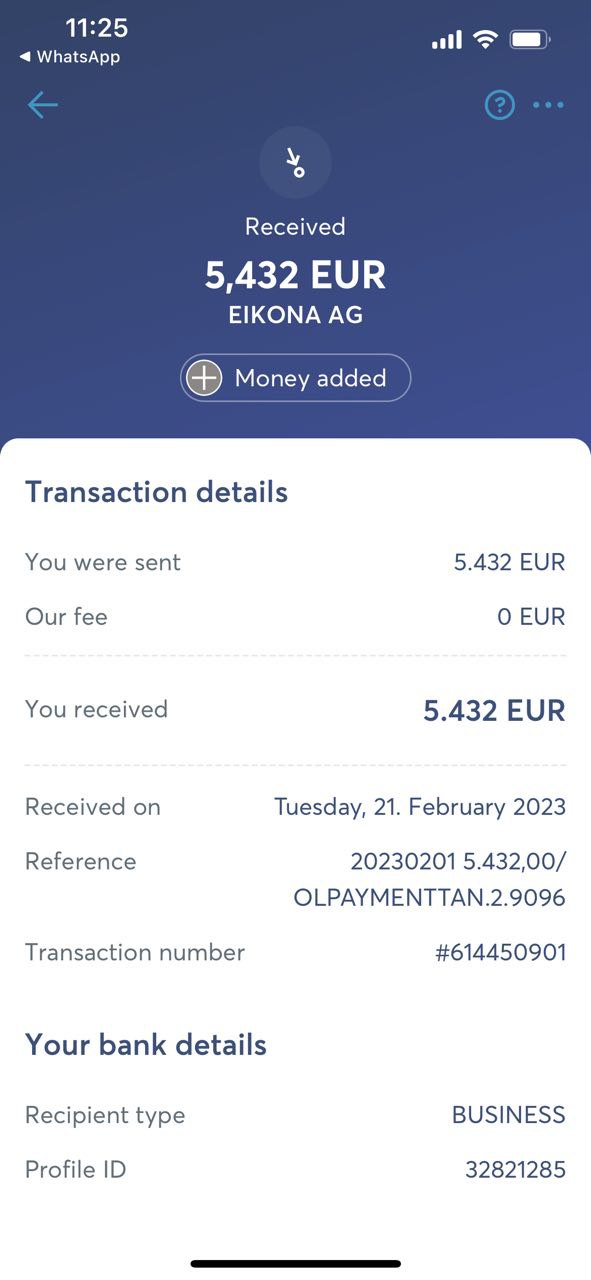 11:25
◀ WhatsApp
?
Received
5,432 EUR
EIKONA AG
Money added
Transaction details
You were sent 5.432 EUR
Our fee 0 EUR
You received 5.432 EUR
Received on Tuesday, 21. February 2023
Reference 20230201 5.432,00/
OLPAYMENTTAN.2.9096
Transaction number #614450901
Your bank details
Recipient type BUSINESS
Profile ID 32821285